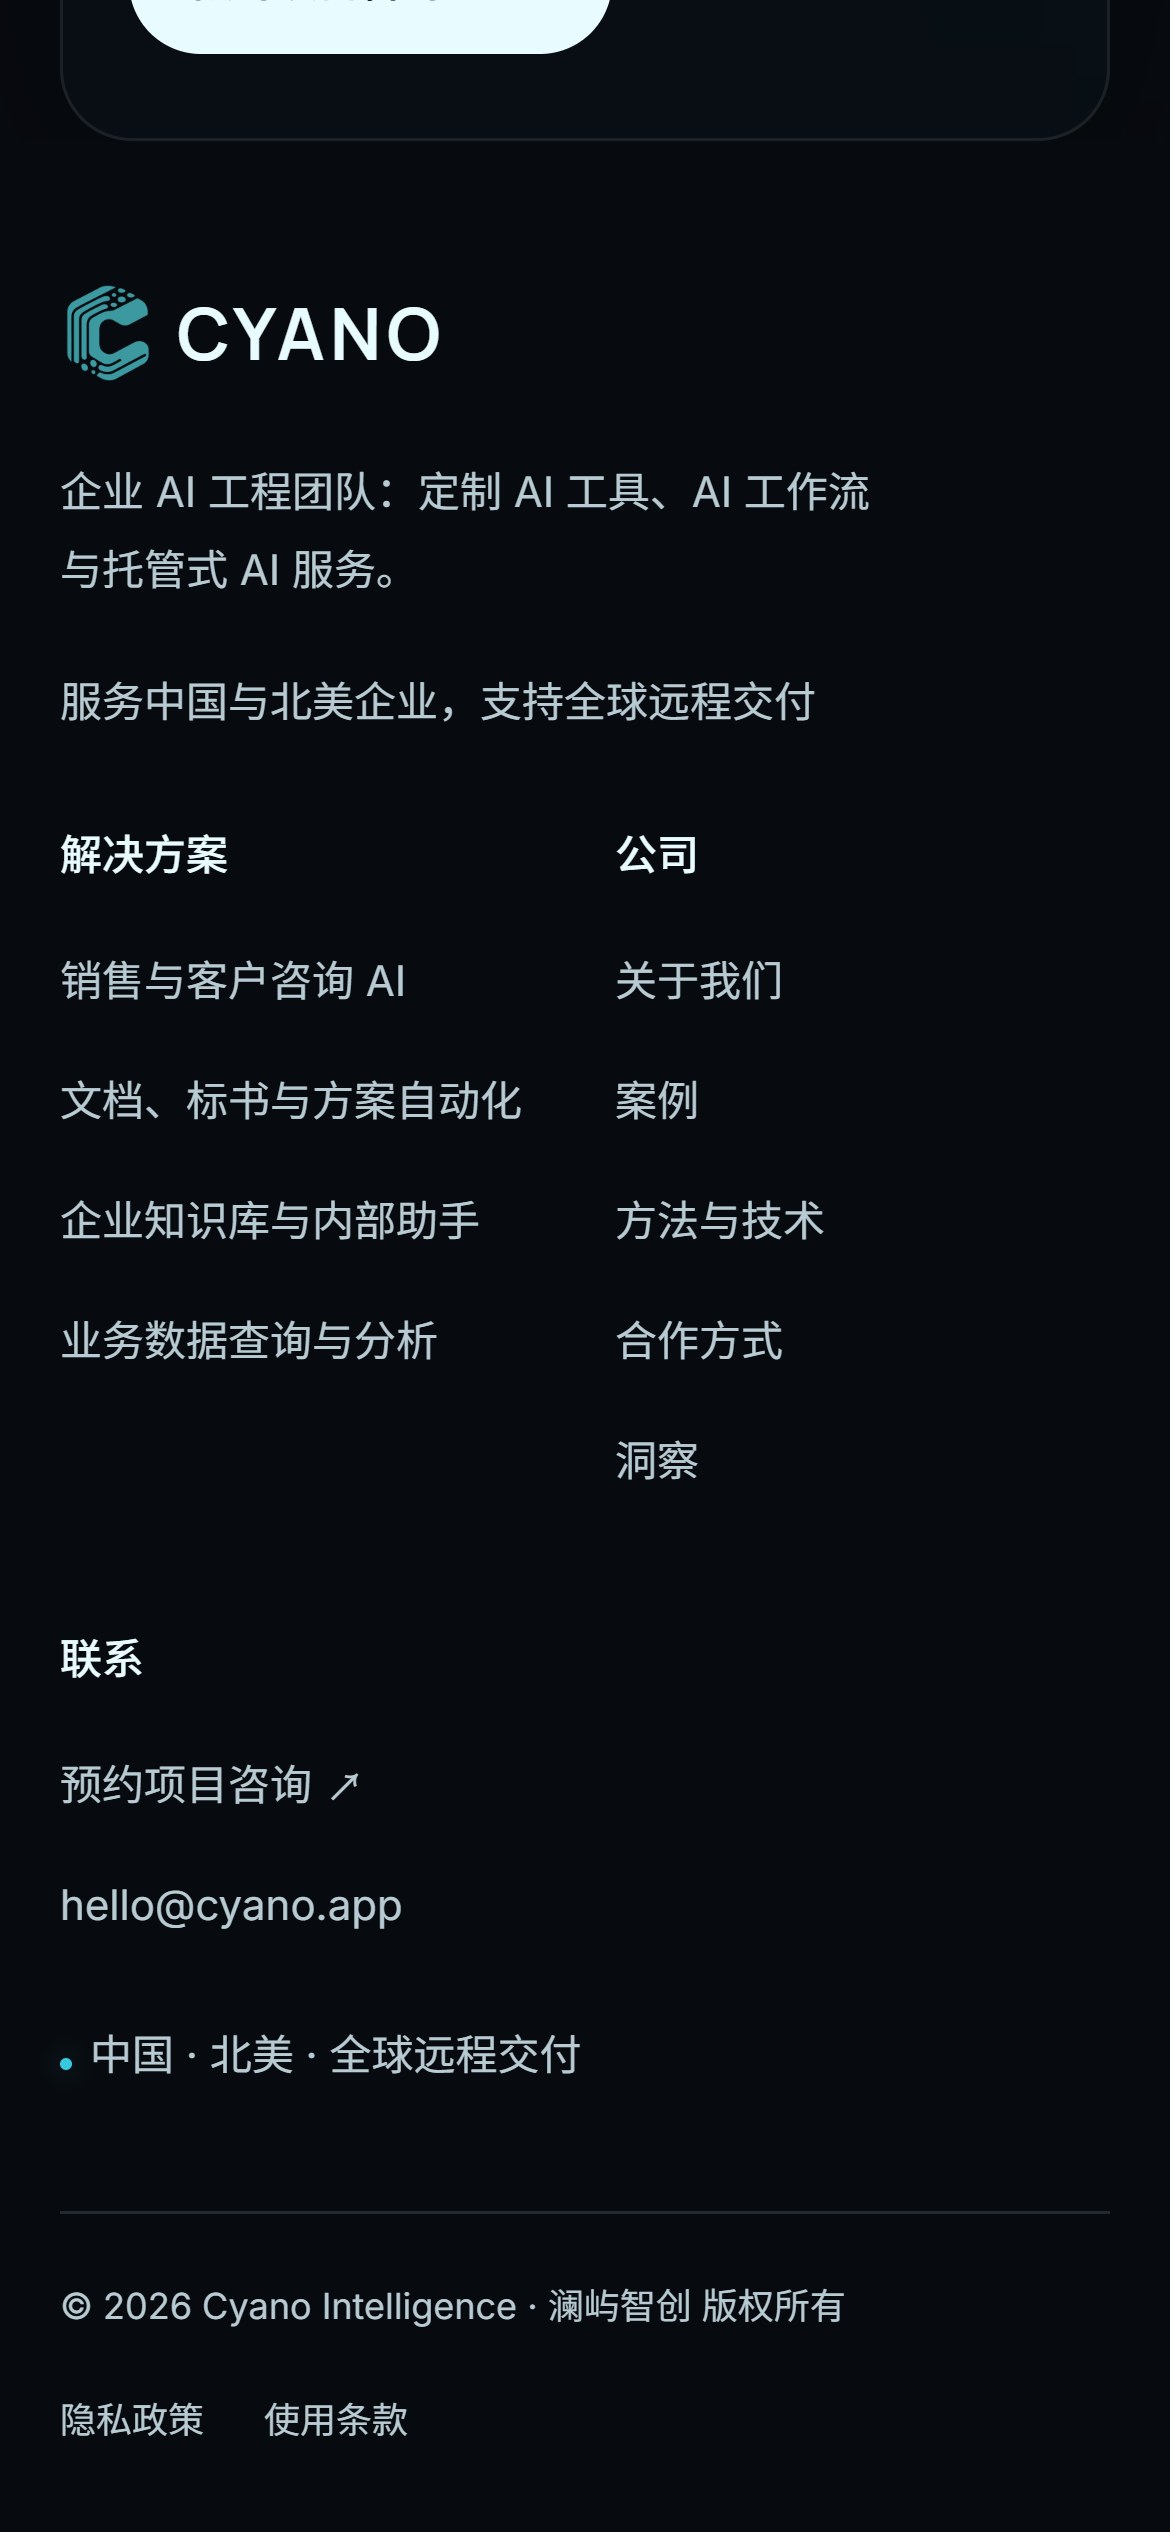 CYANO
企业 AI 工程团队：定制 AI 工具、AI 工作流
与托管式 AI 服务。
服务中国与北美企业，支持全球远程交付
解决方案
销售与客户咨询 AI
文档、标书与方案自动化
企业知识库与内部助手
业务数据查询与分析
公司
关于我们
案例
方法与技术
合作方式
洞察
联系
预约项目咨询 ↗
hello@cyano.app
中国 · 北美 · 全球远程交付
© 2026 Cyano Intelligence · 澜屿智创 版权所有
隐私政策 使用条款